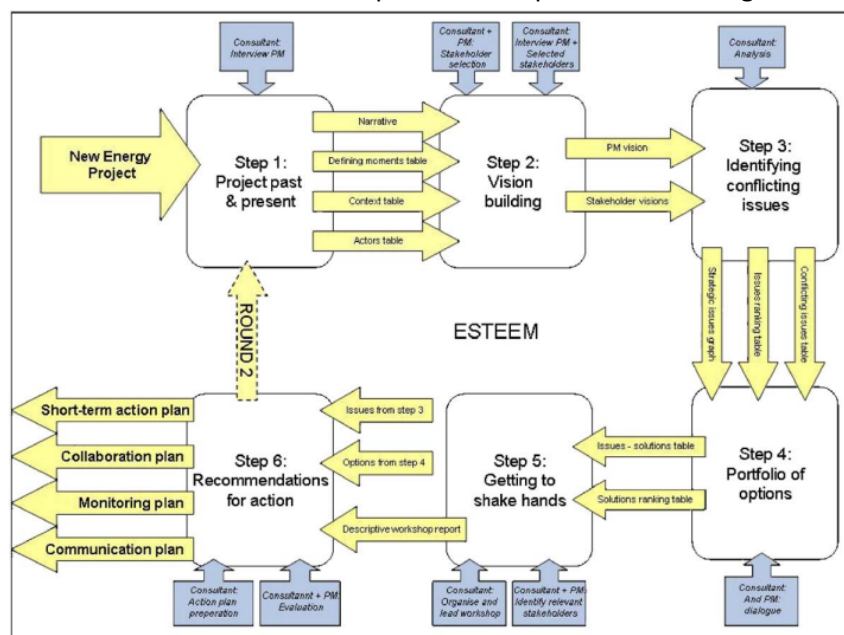 Consultant:
Interview PM
Consultant +
PM:
Stakeholder
selection
Consultant:
Interview PM +
Selected
stakeholders
Consultant:
Analysis
New Energy
Project
Step 1:
Project past
& present
Narrative
Defining moments table
Context table
Actors table
Step 2:
Vision
building
PM vision
Stakeholder visions
Step 3:
Identifying
conflicting
issues
Strategic issues graph
Issues ranking table
Conflicting issues table
ROUND 2
ESTEEM
Short-term action plan
Collaboration plan
Monitoring plan
Communication plan
Step 6:
Recommendations
for action
Issues from step 3
Options from step 4
Descriptive workshop report
Step 5:
Getting to
shake hands
Issues - solutions table
Solutions ranking table
Step 4:
Portfolio of
options
Consultant:
Action plan
preperation
Consultannt + PM:
Evaluation
Consultant:
Organise and
lead workshop
Consultant + PM:
Identify relevant
stakeholders
Consultant:
And PM:
dialogue